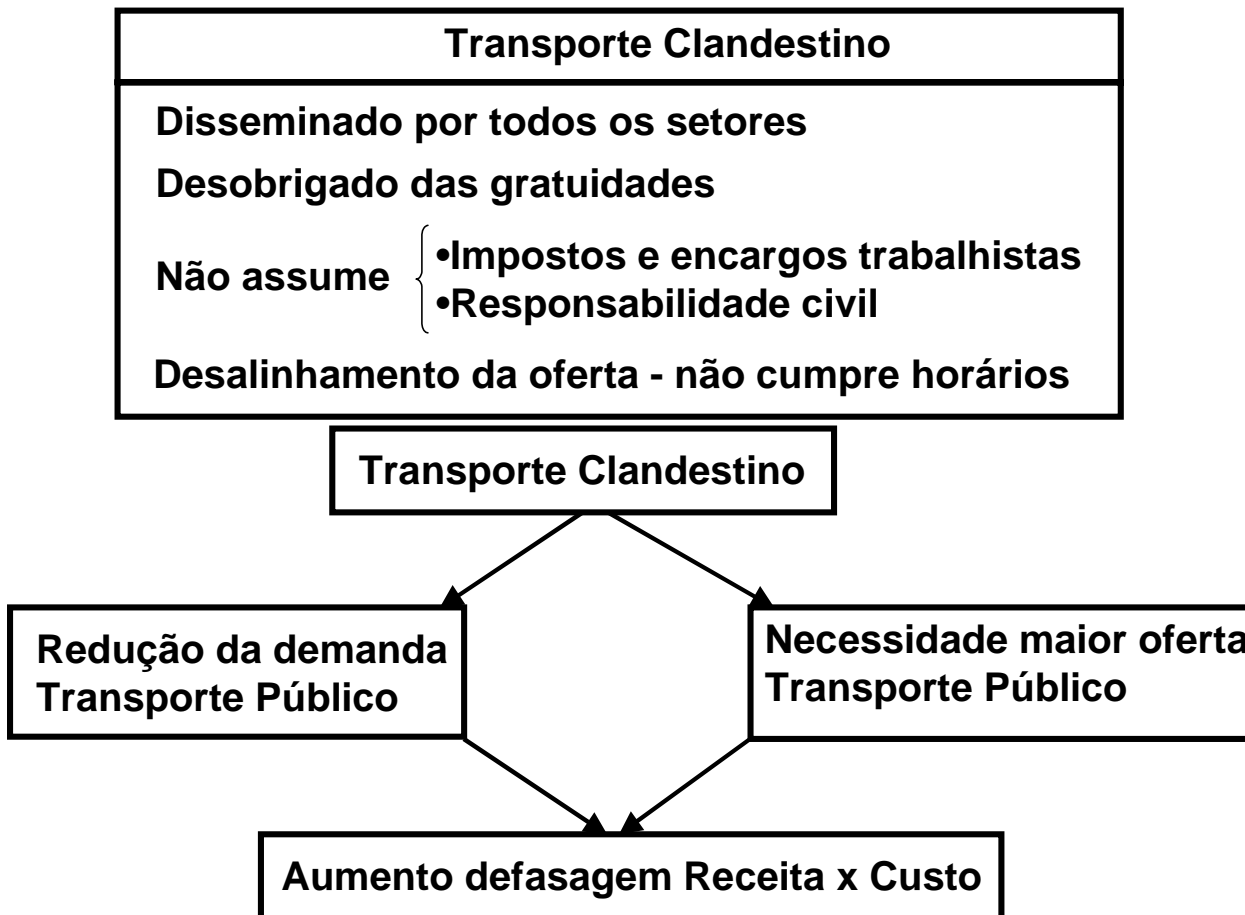 Transporte Clandestino
Disseminado por todos os setores
Desobrigado das gratuidades
Não assume
•Impostos e encargos trabalhistas
•Responsabilidade civil
Desalinhamento da oferta - não cumpre horários
Transporte Clandestino
Redução da demanda
Transporte Público
Necessidade maior oferta
Transporte Público
Aumento defasagem Receita x Custo